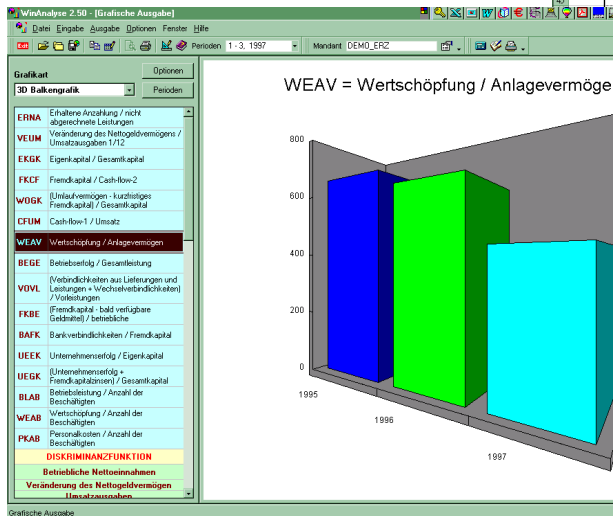 WinAnalyse 2.50 - [Grafische Ausgabe]
Datei Eingabe Ausgabe Optionen Fenster Hilfe
Exit Perioden 1 - 3, 1997 Mandant DEMO_ERZ
Grafikart
Optionen
3D Balkengrafik
Perioden
ERNA Erhaltene Anzahlung / nicht
abgerechnete Leistungen
VEUM Veränderung des Nettogeldvermögens /
Umsatzausgaben 1/12
EKGK Eigenkapital / Gesamtkapital
FKCF Fremdkapital / Cash-flow-2
WOGK (Umlaufvermögen - kurzfristiges
Fremdkapital) / Gesamtkapital
CFUM Cash-flow-1 / Umsatz
WEAV Wertschöpfung / Anlagevermögen
BEGE Betriebserfolg / Gesamtleistung
VOVL (Verbindlichkeiten aus Lieferungen und
Leistungen + Wechselverbindlichkeiten)
/ Vorleistungen
FKBE (Fremdkapital - bald verfügbare
Geldmittel) / betriebliche
BAFK Bankverbindlichkeiten / Fremdkapital
UEEK Unternehmenserfolg / Eigenkapital
UEGK (Unternehmenserfolg +
Fremdkapitalzinsen) / Gesamtkapital
BLAB Betriebsleistung / Anzahl der
Beschäftigten
WEAB Wertschöpfung / Anzahl der
Beschäftigten
PKAB Personalkosten / Anzahl der
Beschäftigten
DISKRIMINANZFUNKTION
Betriebliche Nettoeinnahmen
Veränderung des Nettogeldvermögen
Umsatzausgaben
WEAV = Wertschöpfung / Anlagevermöge
800
600
400
200
0
1995
1996
1997
Grafische Ausgabe